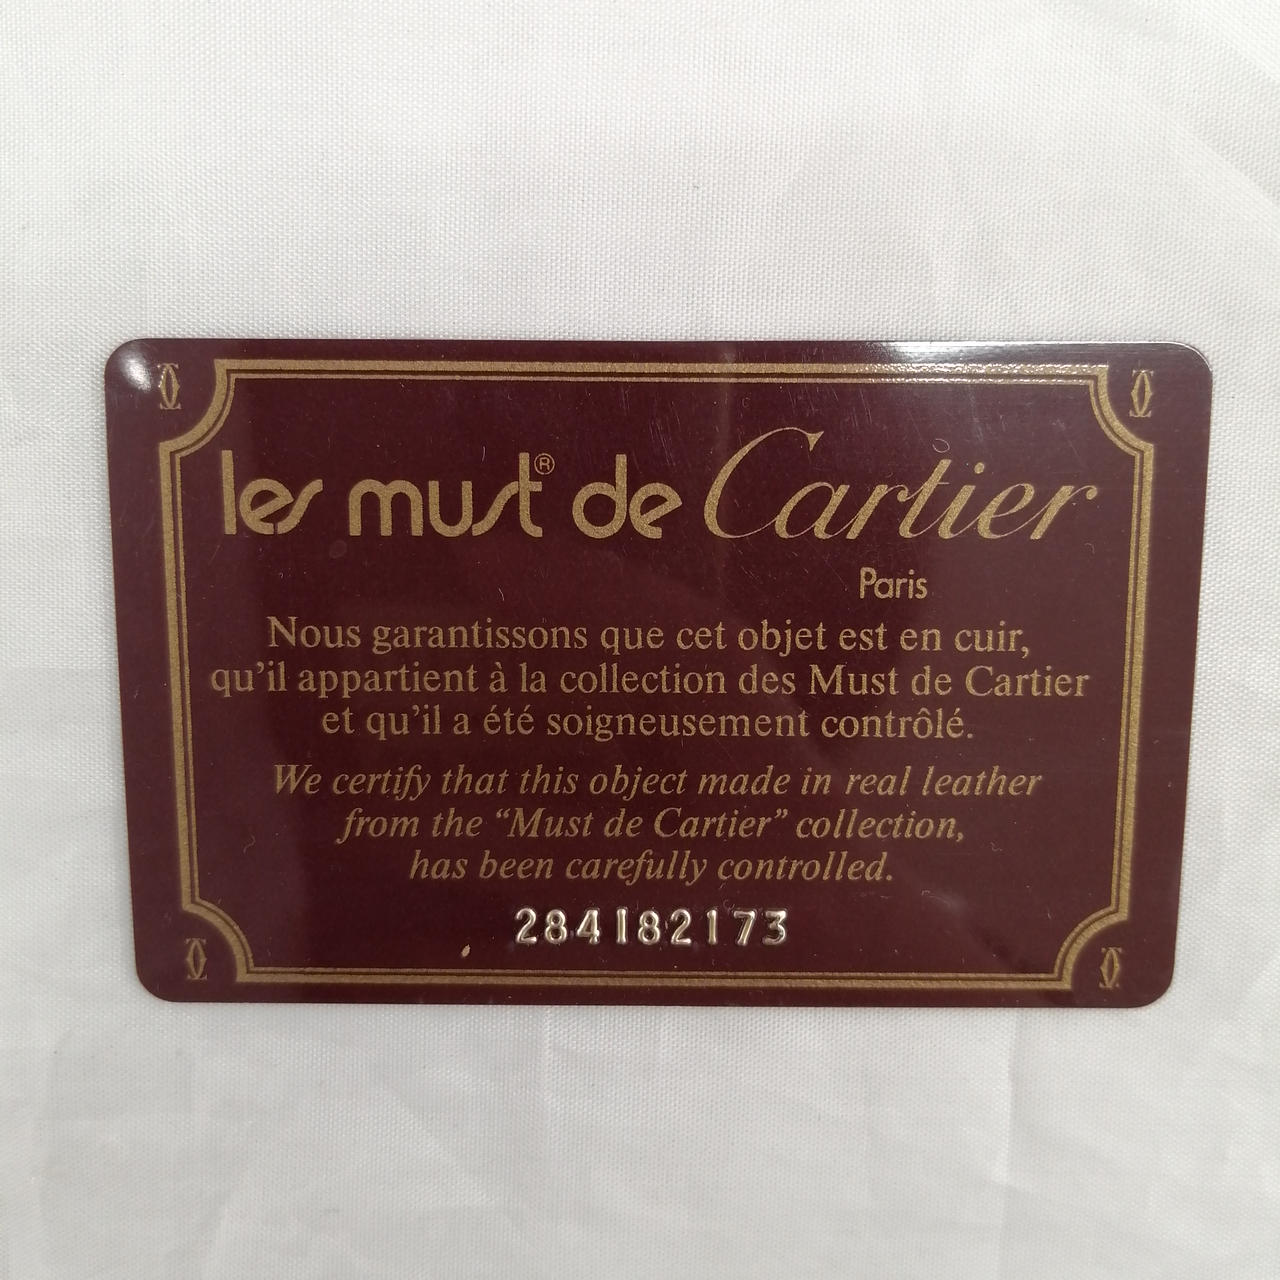 les must® de Cartier
Paris
Nous garantissons que cet objet est en cuir,
qu'il appartient à la collection des Must de Cartier
et qu'il a été soigneusement contrôlé.
We certify that this object made in real leather
from the “Must de Cartier” collection,
has been carefully controlled.
284182173